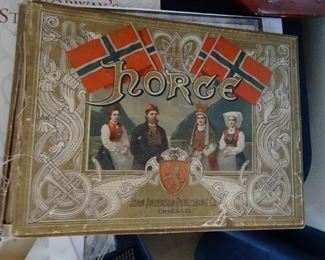 NORGE
JOHN ANDERSON PUBLISHING CO.
CHICAGO.